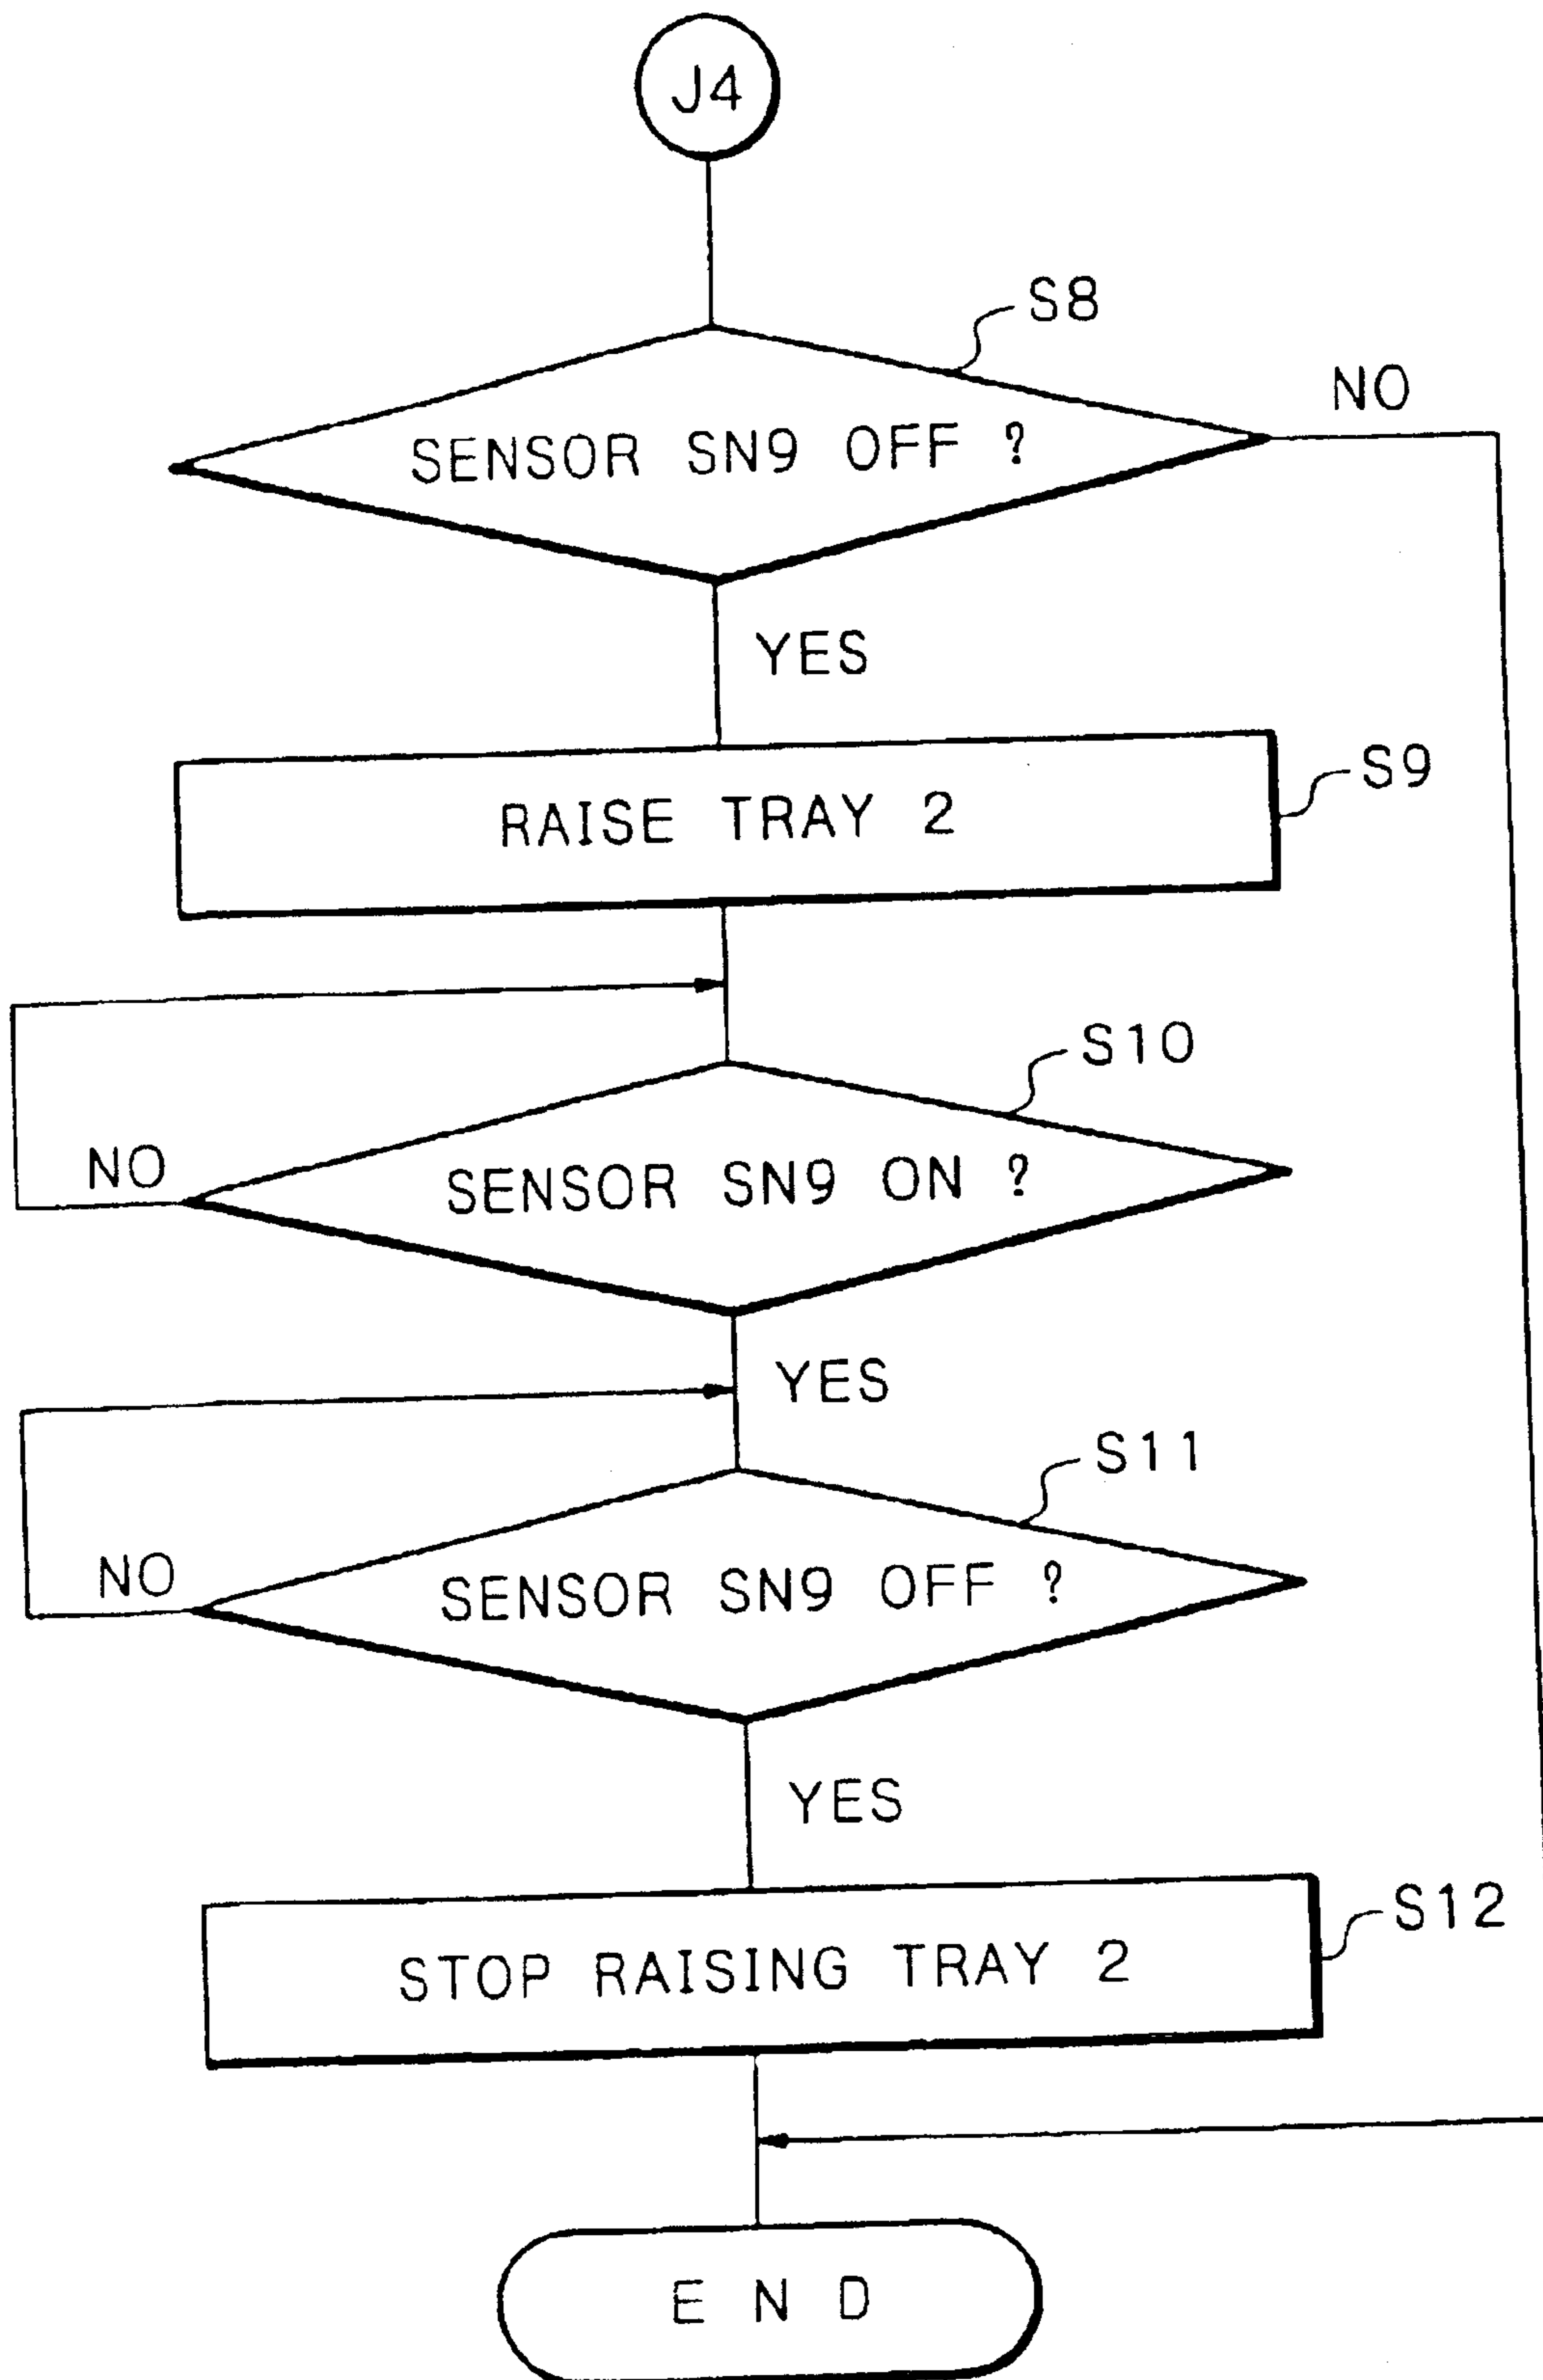 J4
S8
NO
SENSOR SN9 OFF ?
YES
S9
RAISE TRAY 2
S10
NO
SENSOR SN9 ON ?
YES
S11
NO
SENSOR SN9 OFF ?
YES
S12
STOP RAISING TRAY 2
E N D